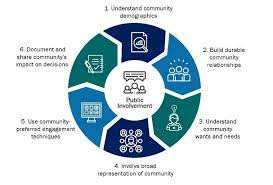 1. Understand community
demographics
2. Build durable
community
relationships
3. Understand
community
wants and needs
4. Involve broad
representation of community
5. Use community-
preferred engagement
techniques
6. Document and
share community's
impact on decisions
Public
Involvement